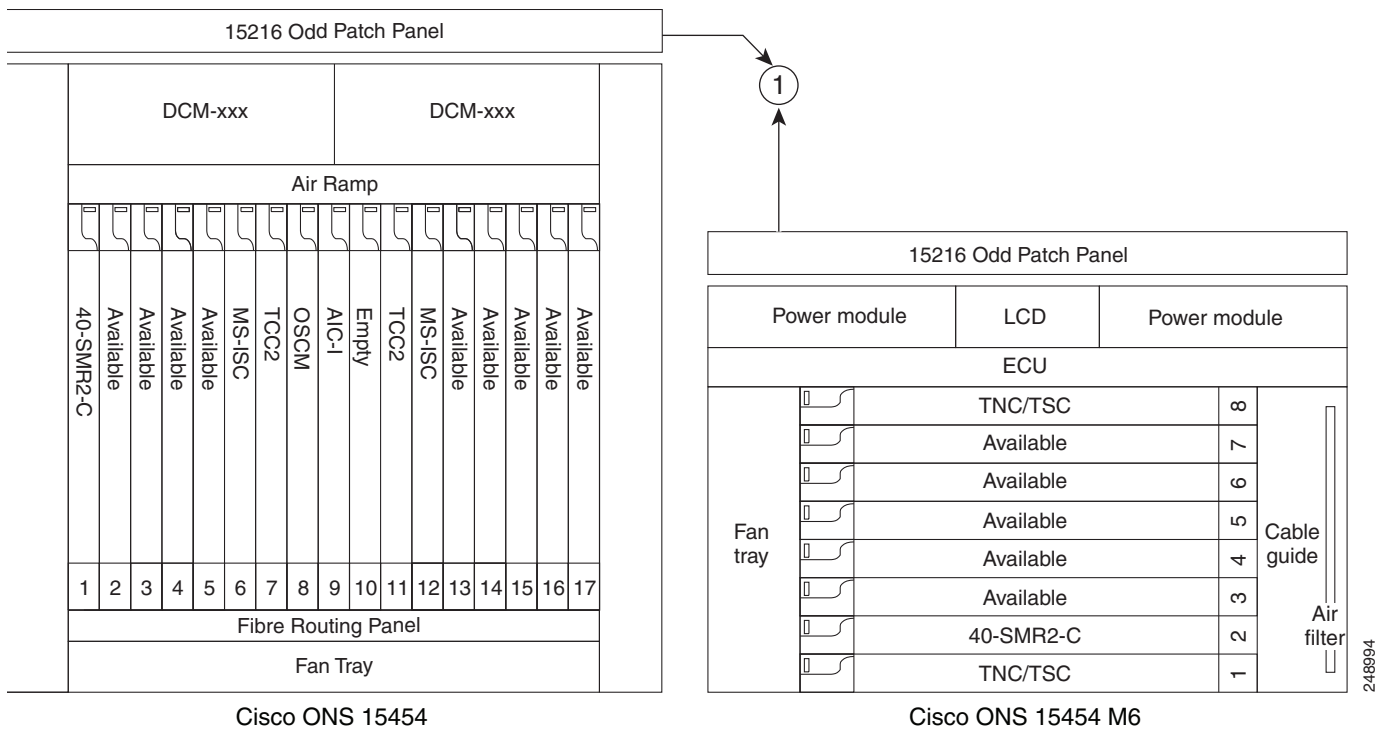 15216 Odd Patch Panel
1
DCM-xxx
DCM-xxx
Air Ramp
40-SMR2-C
Available
Available
Available
Available
MS-ISC
TCC2
OSCM
AIC-I
Empty
TCC2
MS-ISC
Available
Available
Available
Available
Available
1 2 3 4 5 6 7 8 9 10 11 12 13 14 15 16 17
Fibre Routing Panel
Fan Tray
Cisco ONS 15454
15216 Odd Patch Panel
Power module
LCD
Power module
ECU
Fan
tray
TNC/TSC 8
Available 7
Available 6
Available 5
Available 4
Available 3
40-SMR2-C 2
TNC/TSC 1
Cable
guide
Air
filter
Cisco ONS 15454 M6
248994